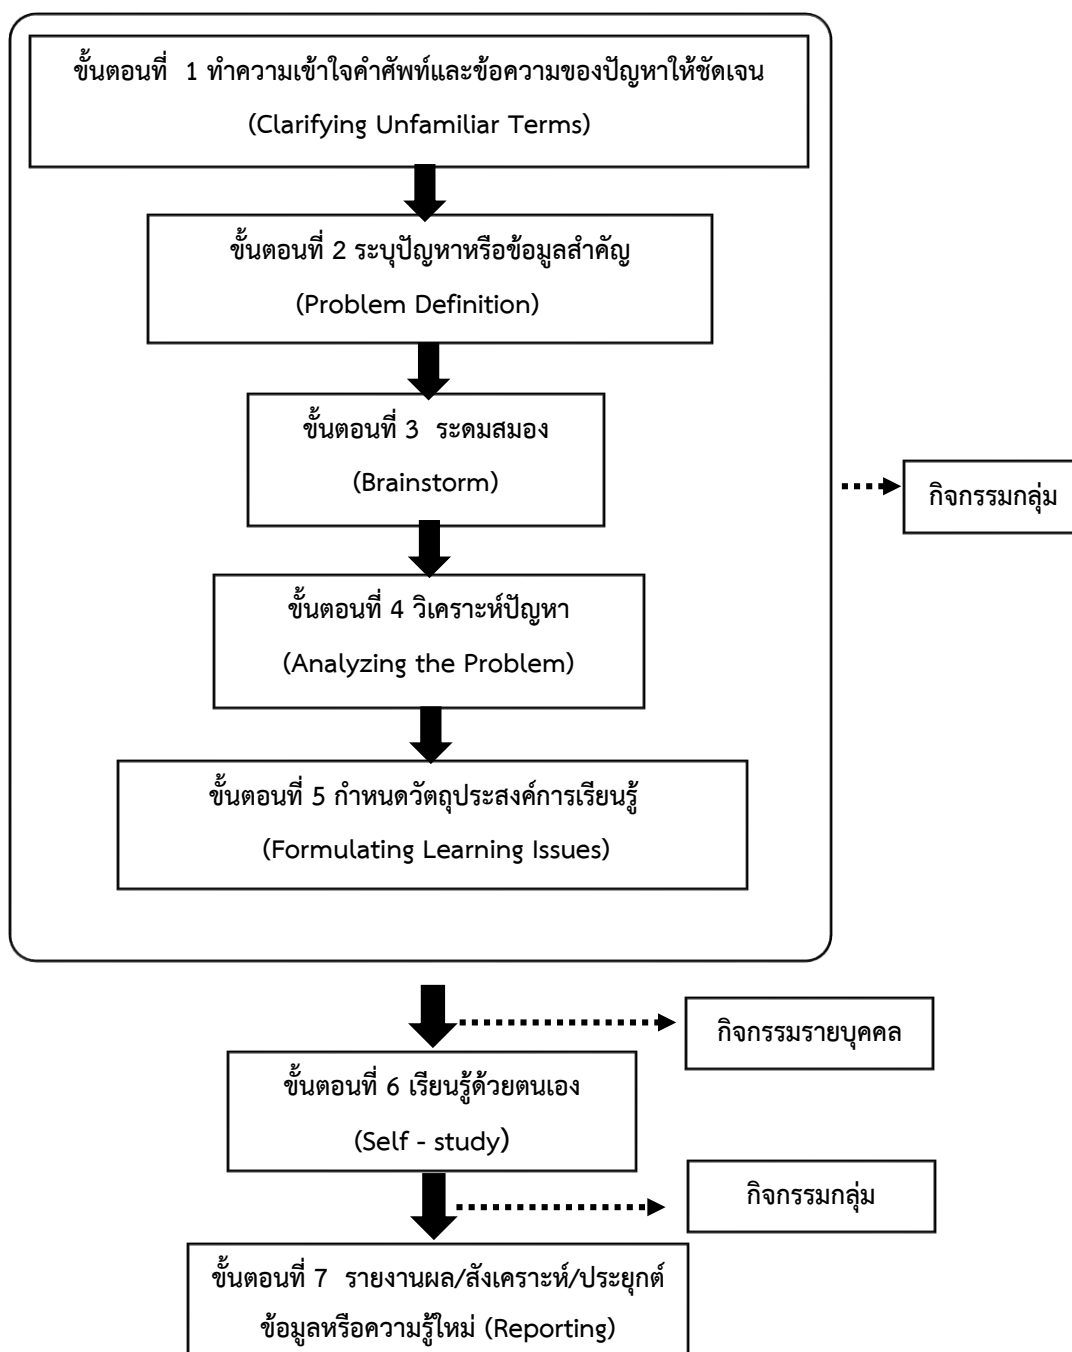 ขั้นตอนที่ 1 ทำความเข้าใจคำศัพท์และข้อความของปัญหาให้ชัดเจน
(Clarifying Unfamiliar Terms)
ขั้นตอนที่ 2 ระบุปัญหาหรือข้อมูลสำคัญ
(Problem Definition)
ขั้นตอนที่ 3 ระดมสมอง
(Brainstorm)
กิจกรรมกลุ่ม
ขั้นตอนที่ 4 วิเคราะห์ปัญหา
(Analyzing the Problem)
ขั้นตอนที่ 5 กำหนดวัตถุประสงค์การเรียนรู้
(Formulating Learning Issues)
กิจกรรมรายบุคคล
ขั้นตอนที่ 6 เรียนรู้ด้วยตนเอง
(Self - study)
กิจกรรมกลุ่ม
ขั้นตอนที่ 7 รายงานผล/สังเคราะห์/ประยุกต์
ข้อมูลหรือความรู้ใหม่ (Reporting)